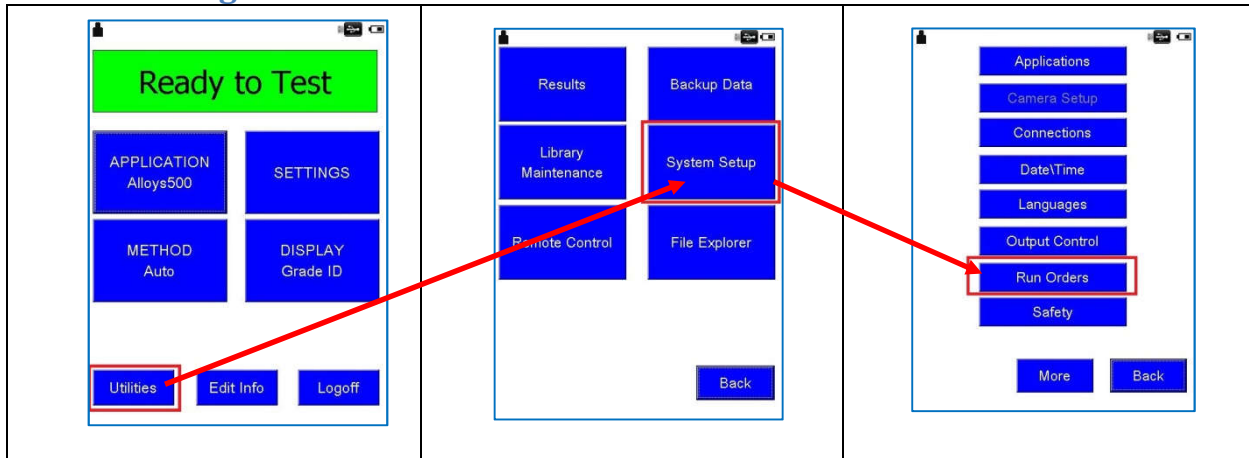 Ready to Test
APPLICATION
Alloys500
SETTINGS
METHOD
Auto
DISPLAY
Grade ID
Utilities
Edit Info
Logoff
Results
Backup Data
Library
Maintenance
System Setup
Remote Control
File Explorer
Back
Applications
Camera Setup
Connections
Date\Time
Languages
Output Control
Run Orders
Safety
More
Back